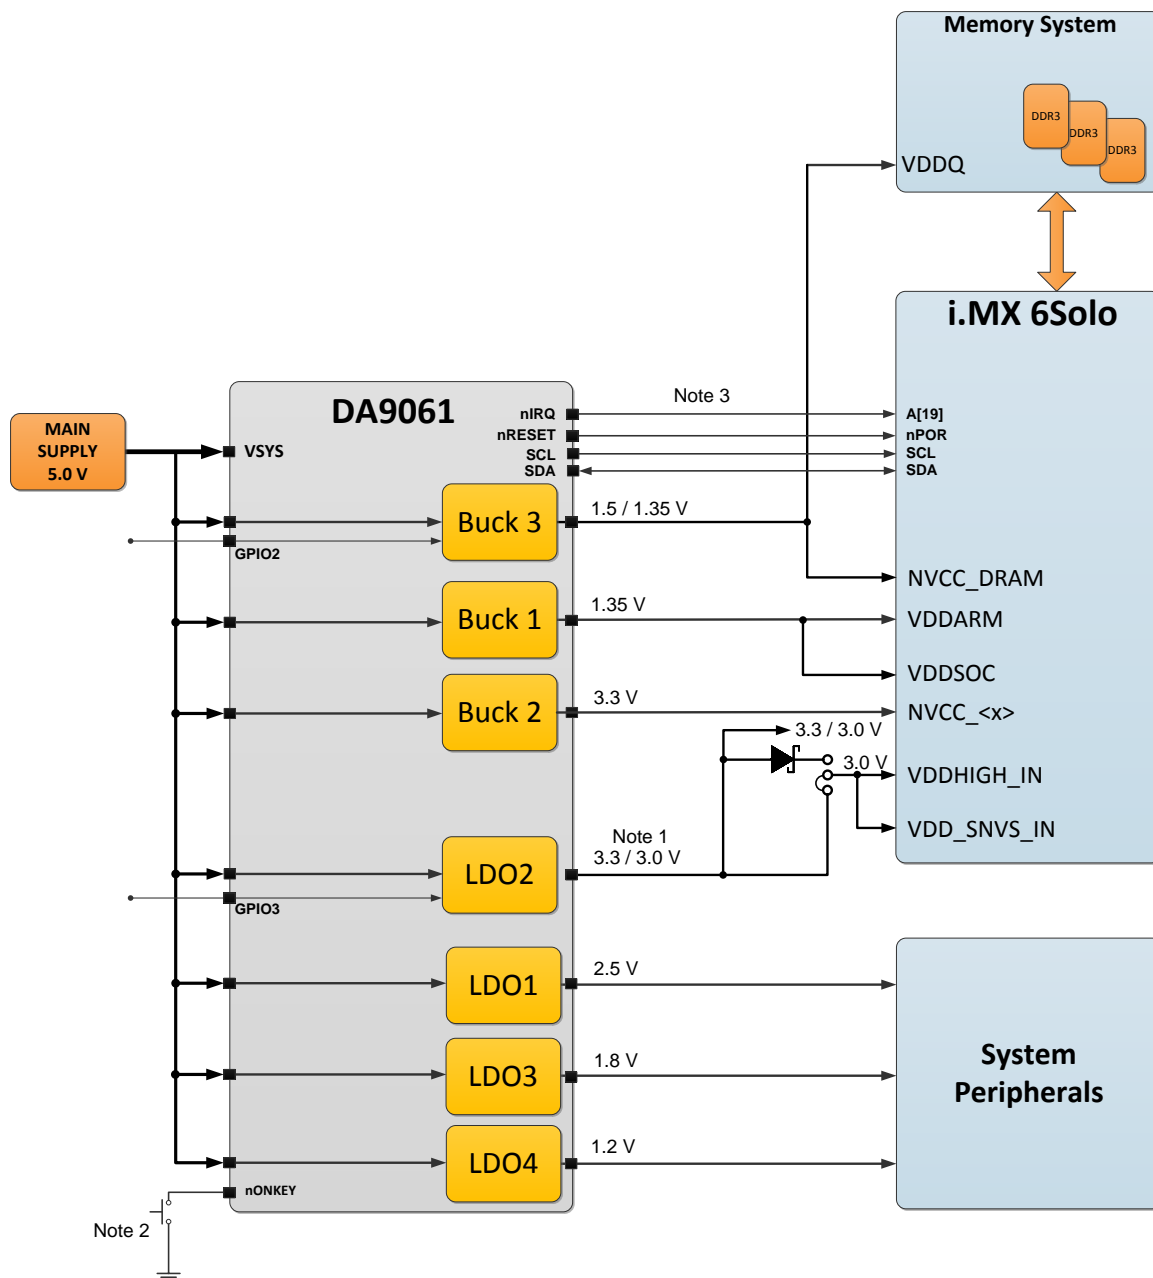 Memory System
DDR3
DDR3
DDR3
VDDQ
i.MX 6Solo
DA9061
MAIN
SUPPLY
5.0 V
VSYS
nIRQ
nRESET
SCL
SDA
Note 3
A[19]
nPOR
SCL
SDA
Buck 3
1.5 / 1.35 V
GPIO2
NVCC_DRAM
Buck 1
1.35 V
VDDARM
VDDSOC
Buck 2
3.3 V
NVCC_<x>
3.3 / 3.0 V
3.0 V
VDDHIGH_IN
VDD_SNVS_IN
Note 1
3.3 / 3.0 V
LDO2
GPIO3
LDO1
2.5 V
LDO3
1.8 V
System
Peripherals
LDO4
1.2 V
nONKEY
Note 2